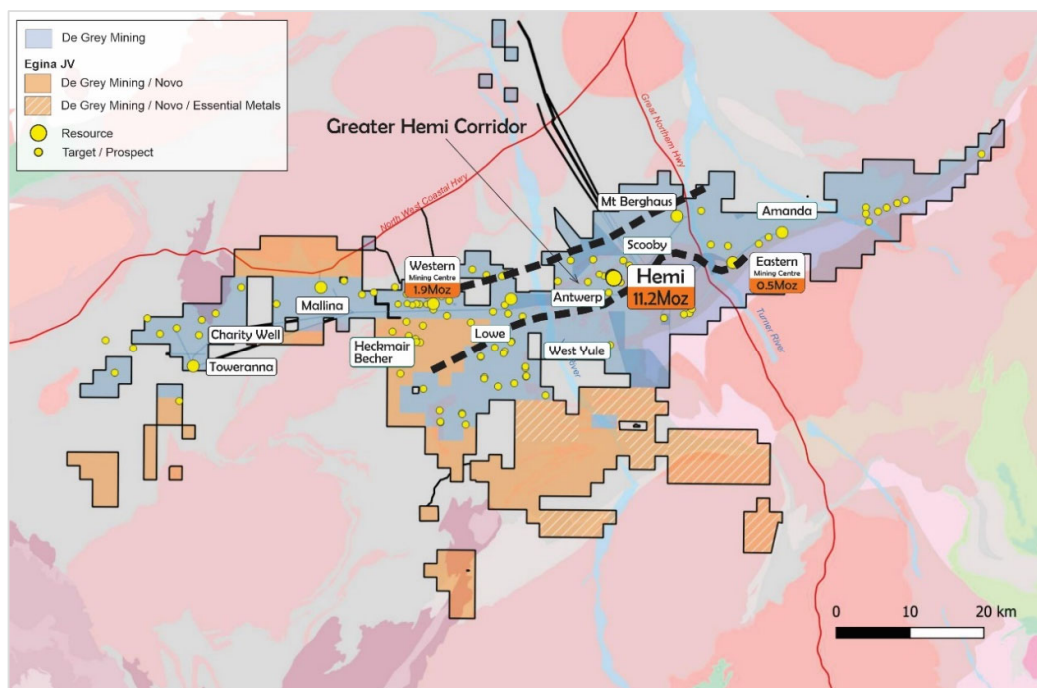 De Grey Mining
Egina JV
De Grey Mining / Novo
De Grey Mining / Novo / Essential Metals
Resource
Target / Prospect
Greater Hemi Corridor
Great Northern Hwy
North West Coastal Hwy
Mt Berghaus
Amanda
Scooby
Western
Mining Centre
1.9Moz
Hemi
11.2Moz
Eastern
Mining Centre
0.5Moz
Mallina
Antwerp
Turner River
Charity Well
Lowe
Heckmair
Becher
West Yule
Toweranna
0 10 20 km